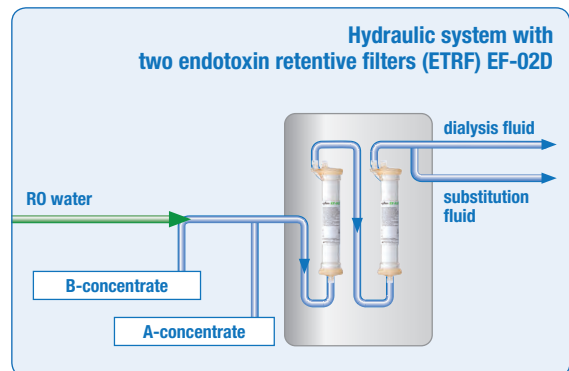 Hydraulic system with
two endotoxin retentive filters (ETRF) EF-02D
dialysis fluid
RO water
substitution
fluid
B-concentrate
A-concentrate